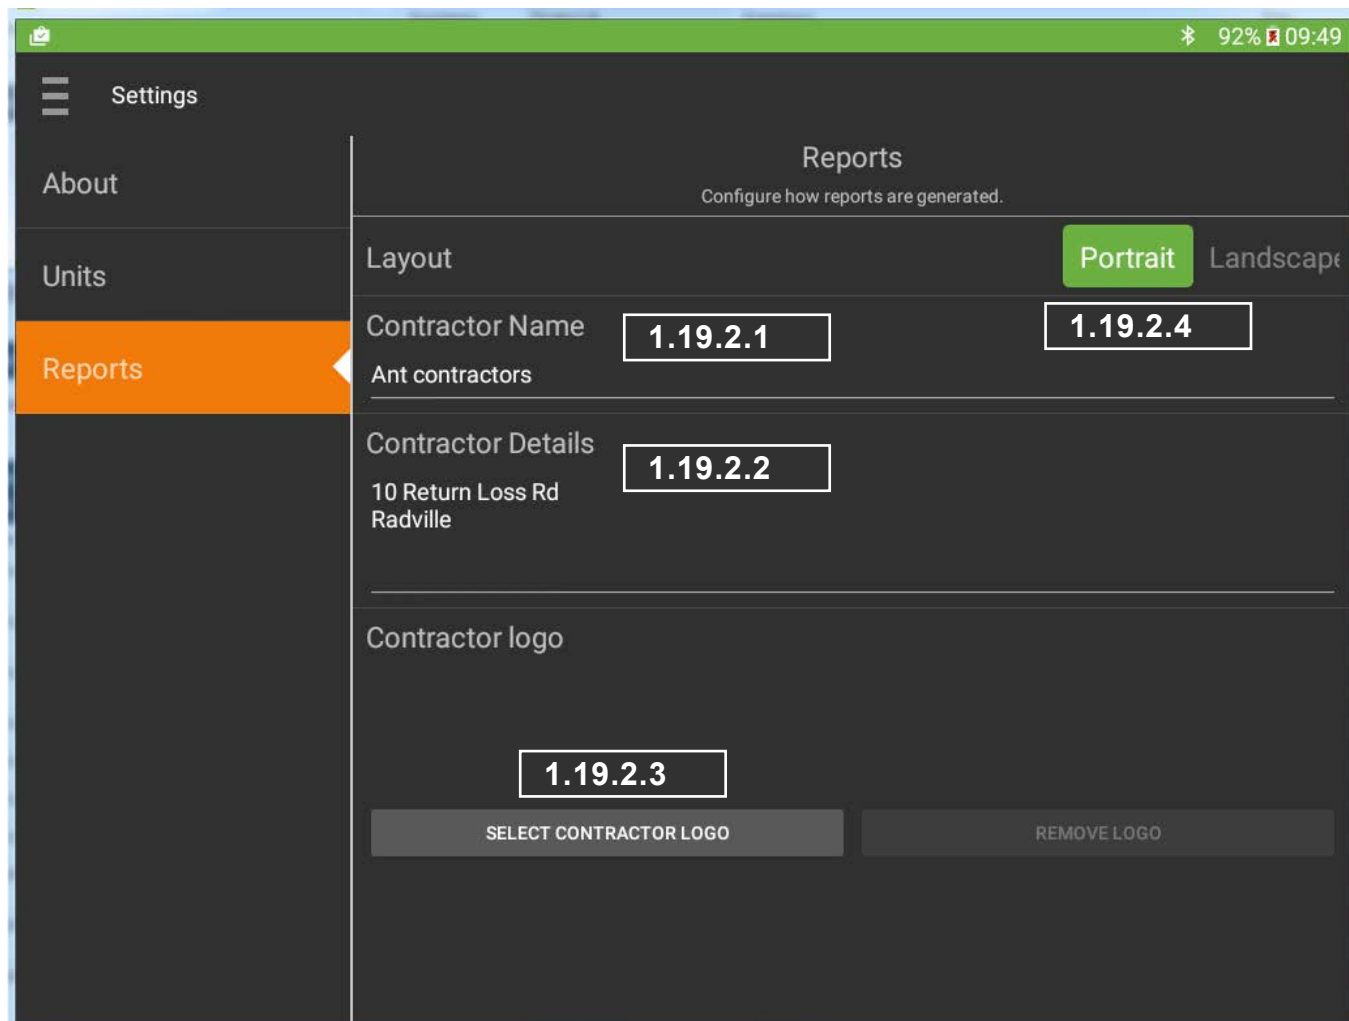 92% 09:49
Settings
About
Units
Reports
Reports
Configure how reports are generated.
Layout
Portrait Landscape
Contractor Name
1.19.2.1
1.19.2.4
Ant contractors
Contractor Details
1.19.2.2
10 Return Loss Rd
Radville
Contractor logo
1.19.2.3
SELECT CONTRACTOR LOGO
REMOVE LOGO